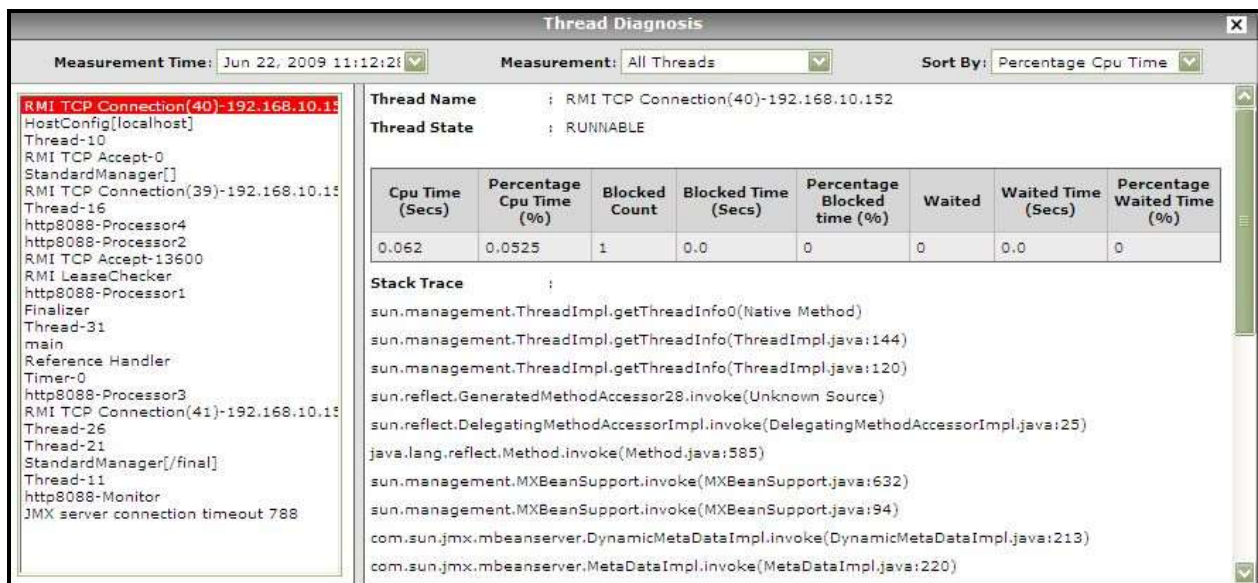 Thread Diagnosis
Measurement Time: Jun 22, 2009 11:12:28 Measurement: All Threads Sort By: Percentage Cpu Time
RMI TCP Connection(40)-192.168.10.15
HostConfig[localhost]
Thread-10
RMI TCP Accept-0
StandardManager[]
RMI TCP Connection(39)-192.168.10.15
Thread-16
http8088-Processor4
http8088-Processor2
RMI TCP Accept-13600
RMI LeaseChecker
http8088-Processor1
Finalizer
Thread-31
main
Reference Handler
Timer-0
http8088-Processor3
RMI TCP Connection(41)-192.168.10.15
Thread-26
Thread-21
StandardManager[/final]
Thread-11
http8088-Monitor
JMX server connection timeout 788
Thread Name : RMI TCP Connection(40)-192.168.10.152
Thread State : RUNNABLE
Cpu Time (Secs) Percentage Cpu Time (%) Blocked Count Blocked Time (Secs) Percentage Blocked time (%) Waited Waited Time (Secs) Percentage Waited Time (%)
0.062 0.0525 1 0.0 0 0 0.0 0
Stack Trace :
sun.management.ThreadImpl.getThreadInfo0(Native Method)
sun.management.ThreadImpl.getThreadInfo(ThreadImpl.java:144)
sun.management.ThreadImpl.getThreadInfo(ThreadImpl.java:120)
sun.reflect.GeneratedMethodAccessor28.invoke(Unknown Source)
sun.reflect.DelegatingMethodAccessorImpl.invoke(DelegatingMethodAccessorImpl.java:25)
java.lang.reflect.Method.invoke(Method.java:585)
sun.management.MXBeanSupport.invoke(MXBeanSupport.java:632)
sun.management.MXBeanSupport.invoke(MXBeanSupport.java:94)
com.sun.jmx.mbeanserver.DynamicMetaDataImpl.invoke(DynamicMetaDataImpl.java:213)
com.sun.jmx.mbeanserver.MetaDataImpl.invoke(MetaDataImpl.java:220)